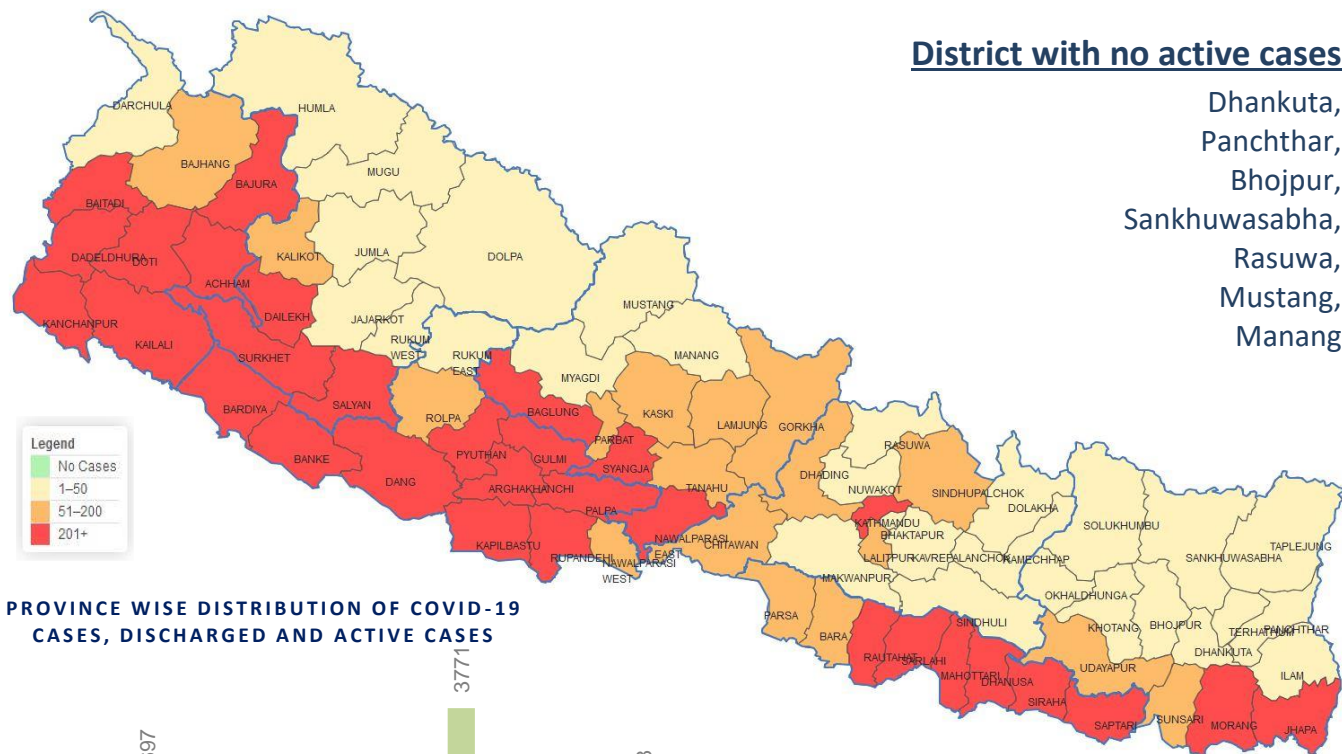 District with no active cases
Dhankuta,
Panchthar,
Bhojpur,
Sankhuwasabha,
Rasuwa,
Mustang,
Manang
DARCHULA
HUMLA
BAJHANG
BAJURA
MUGU
BAITADI
DADELDHURA
DOTI
KALIKOT
JUMLA
DOLPA
ACHHAM
DAILEKH
MUSTANG
KANCHANPUR
KAILALI
JAJARKOT
RUKUM
WEST
RUKUM
EAST
SURKHET
MANANG
MYAGDI
BARDIYA
SALYAN
ROLPA
BAGLUNG
KASKI
LAMJUNG
GORKHA
PARBAT
BANKE
PYUTHAN
GULMI
SYANGJA
RASUWA
DANG
ARGHAKHANCHI
TANAHU
DHADING
NUWAKOT
SINDHUPALCHOK
DOLAKHA
PALPA
KATHMANDU
BHAKTAPUR
SOLUKHUMBU
TAPLEJUNG
KAPILBASTU
RUPANDEHI
NAWALPARASI
WEST
NAWALPARASI
EAST
CHITAWAN
LALITPUR
KAVREPALANCHOK
RAMECHHAP
SANKHUWASABHA
MAKWANPUR
OKHALDHUNGA
PARSA
BARA
SINDHULI
KHOTANG
BHOJPUR
TERHATHUM
PANCHTHAR
RAUTAHAT
SARLAHI
DHANKUTA
MAHOTTARI
DHANUSA
UDAYAPUR
ILAM
SIRAHA
SAPTARI
SUNSARI
MORANG
JHAPA
Legend
No Cases
1–50
51–200
201+
PROVINCE WISE DISTRIBUTION OF COVID-19
CASES, DISCHARGED AND ACTIVE CASES
3771